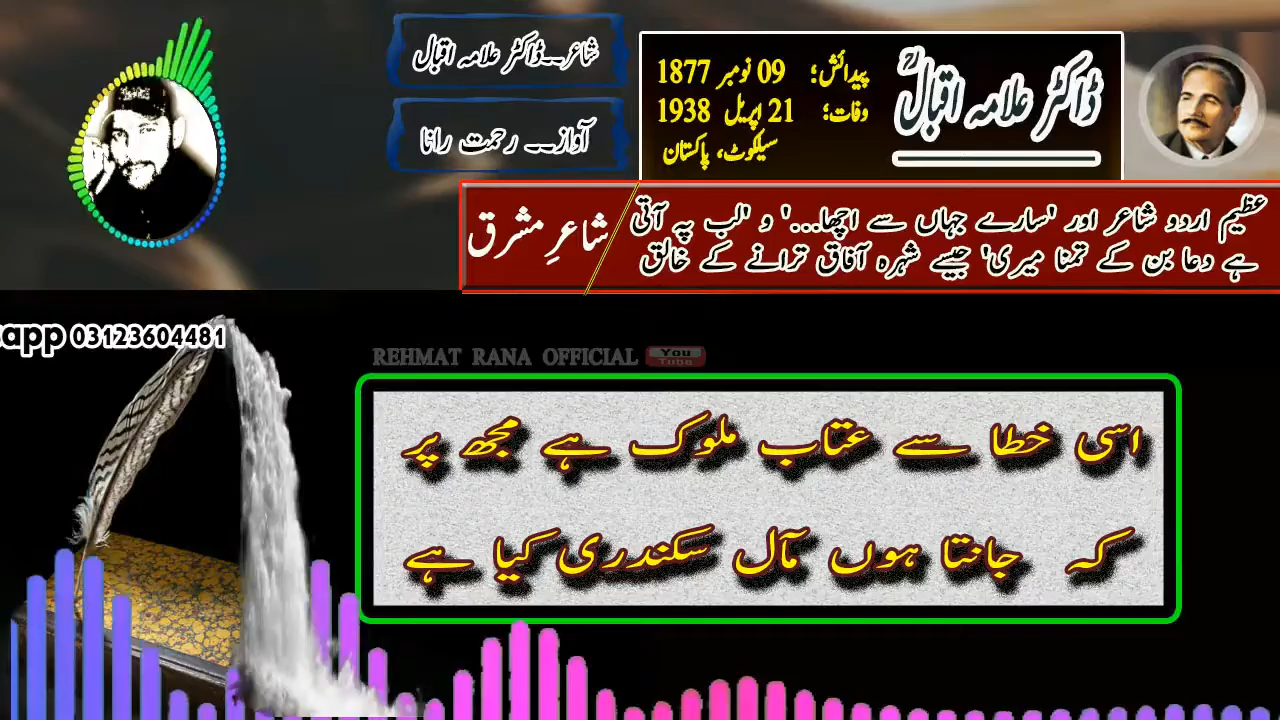 شاعر۔۔ڈاکٹر علامہ اقبال
آواز۔۔ رحمت رانا
ڈاکٹر علامہ اقبالؒ
پیدائش؛ 09 نومبر 1877
وفات؛ 21 اپریل 1938
سیلکوٹ، پاکستان
عظیم اردو شاعر اور 'سارے جہاں سے اچھا...' و 'لب پہ آتی
ہے دعا بن کے تمنا میری' جیسے شہرہ آفاق ترانے کے خالق
شاعرِ مشرق
app 03123604481
REHMAT RANA OFFICIAL YouTube
اسی خطا سے عتاب ملوک ہے مجھ پر
کہ جانتا ہوں مآل سکندری کیا ہے